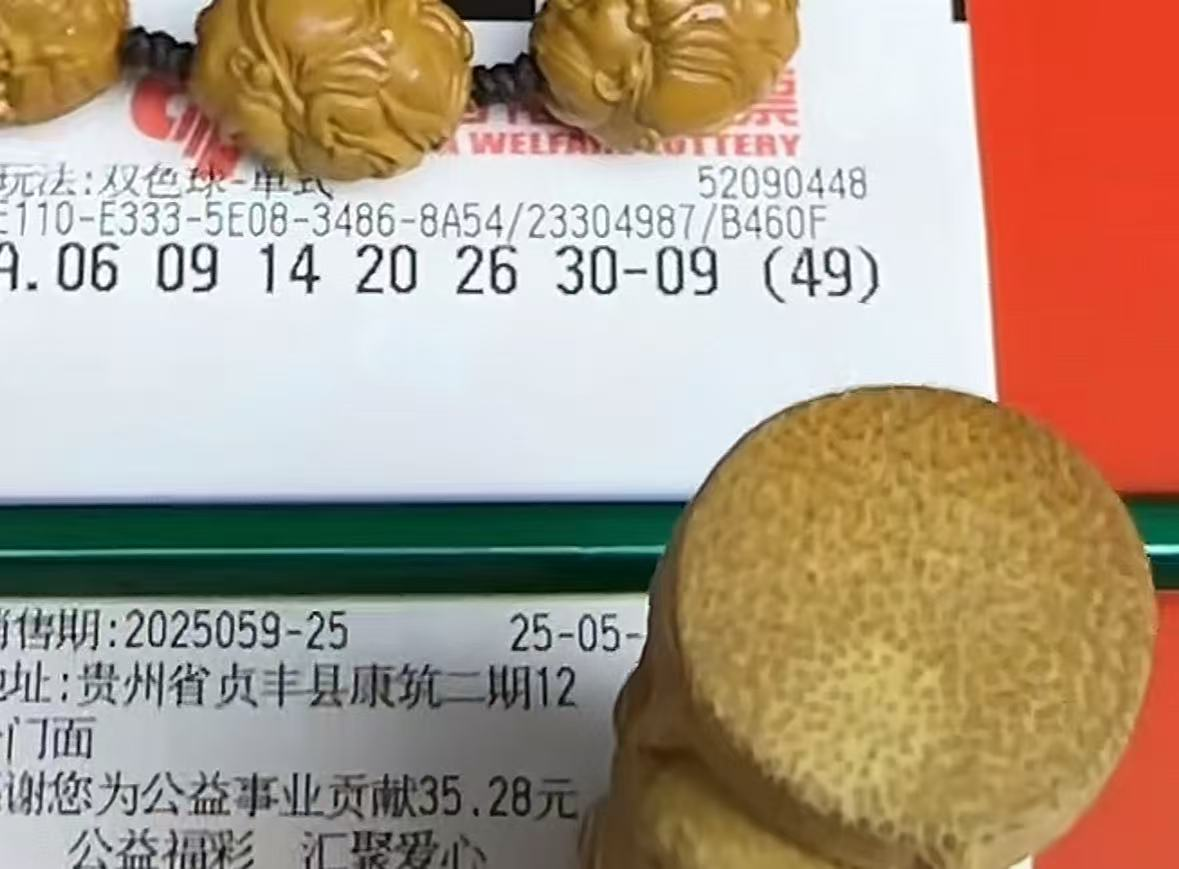 WELFARE LOTTERY
玩法:双色球-单式 52090448
E110-E333-5E08-3486-8A54/23304987/B460F
A.06 09 14 20 26 30-09 (49)
销售期:2025059-25 25-05-
地址:贵州省贞丰县康筑二期12
门面
感谢您为公益事业贡献35.28元
公益福彩 汇聚爱心